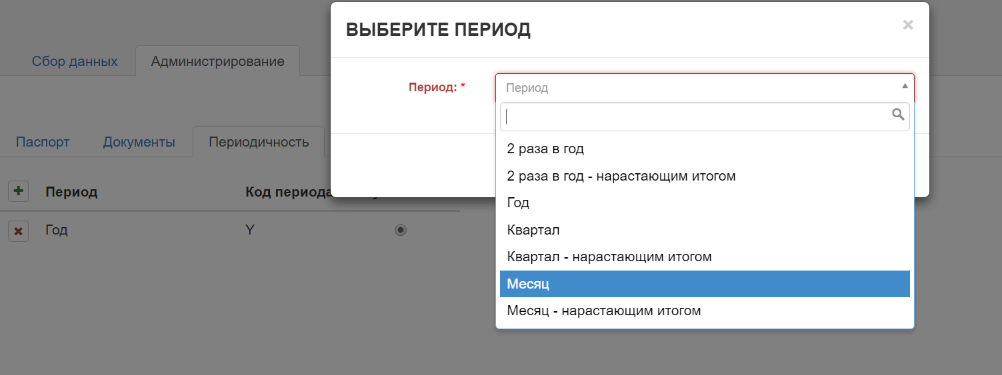 ВЫБЕРИТЕ ПЕРИОД
×
Сбор данных
Администрирование
Период: *
Период
Паспорт
Документы
Периодичность
2 раза в год
2 раза в год - нарастающим итогом
Год
Квартал
Квартал - нарастающим итогом
Месяц
Месяц - нарастающим итогом
Период
Код периода
Год
Y